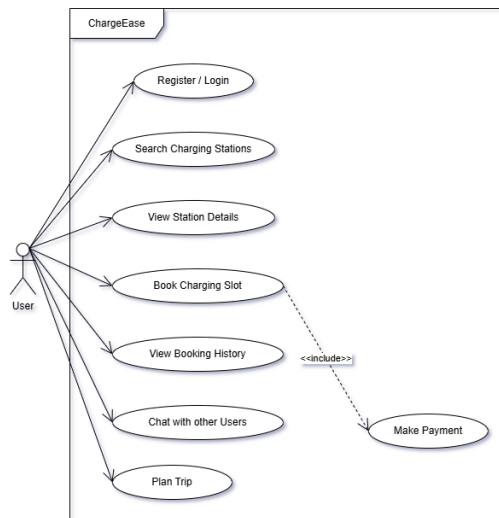 ChargeEase
Register / Login
Search Charging Stations
View Station Details
User
Book Charging Slot
View Booking History
<<include>>
Chat with other Users
Make Payment
Plan Trip